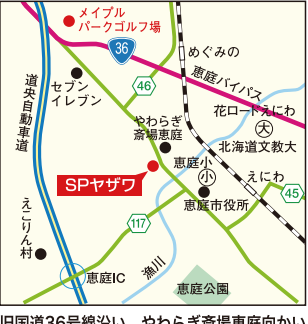 メイプル
パークゴルフ場
36
めぐみの
恵庭バイパス
セブン
イレブン
46
道央自動車道
やわらぎ
斎場恵庭
花ロードえにわ
大
北海道文教大
恵庭小
小
SPヤザワ
えにわ
45
恵庭市役所
えこりん村
117
恵庭IC
漁川
恵庭公園
旧国道36号線沿い やわらぎ斎場恵庭向かい